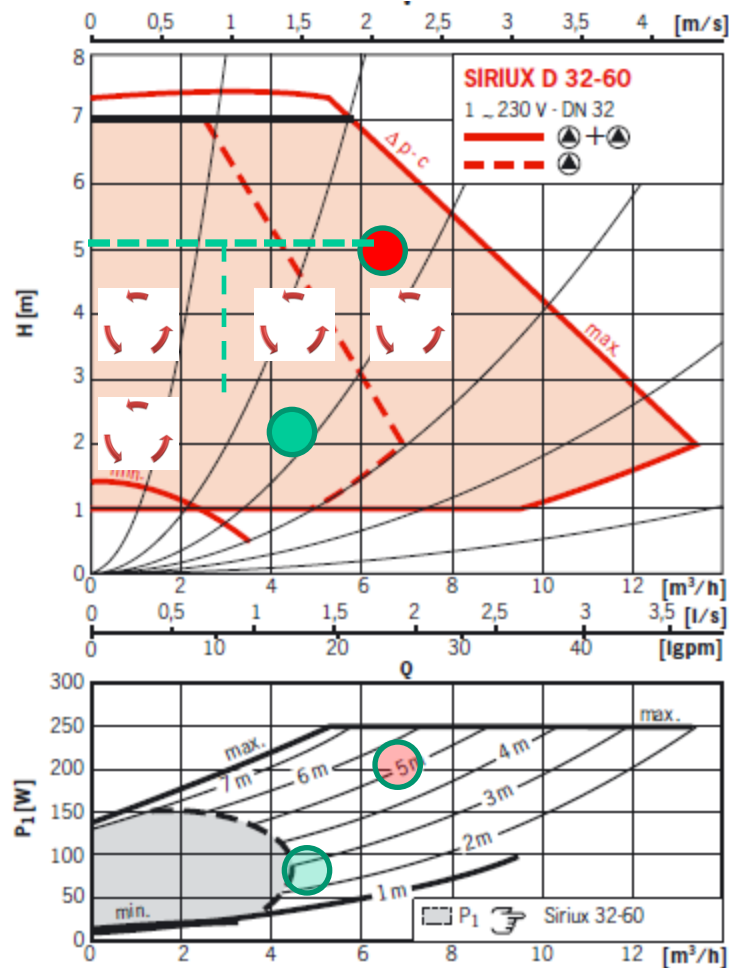 0 0,5 1 1,5 2 2,5 3 3,5 4 [m/s]
SIRIUX D 32-60
1 ~ 230 V - DN 32
+
H [m]
8
7
6
5
4
3
2
1
0
Δp-c
max.
min.
0 2 4 6 8 10 12 [m³/h]
0 0,5 1 1,5 2 2,5 3 3,5 [l/s]
0 10 20 30 40 [Igpm]
Q
P₁ [W]
300
250
200
150
100
50
0
max.
max.
7 m
6 m
5 m
4 m
3 m
2 m
1 m
min.
P₁ Siriux 32-60
0 2 4 6 8 10 12 [m³/h]